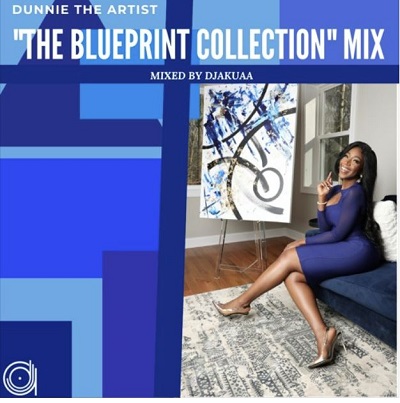 DUNNIE THE ARTIST
"THE BLUEPRINT COLLECTION" MIX
MIXED BY DJAKUAA